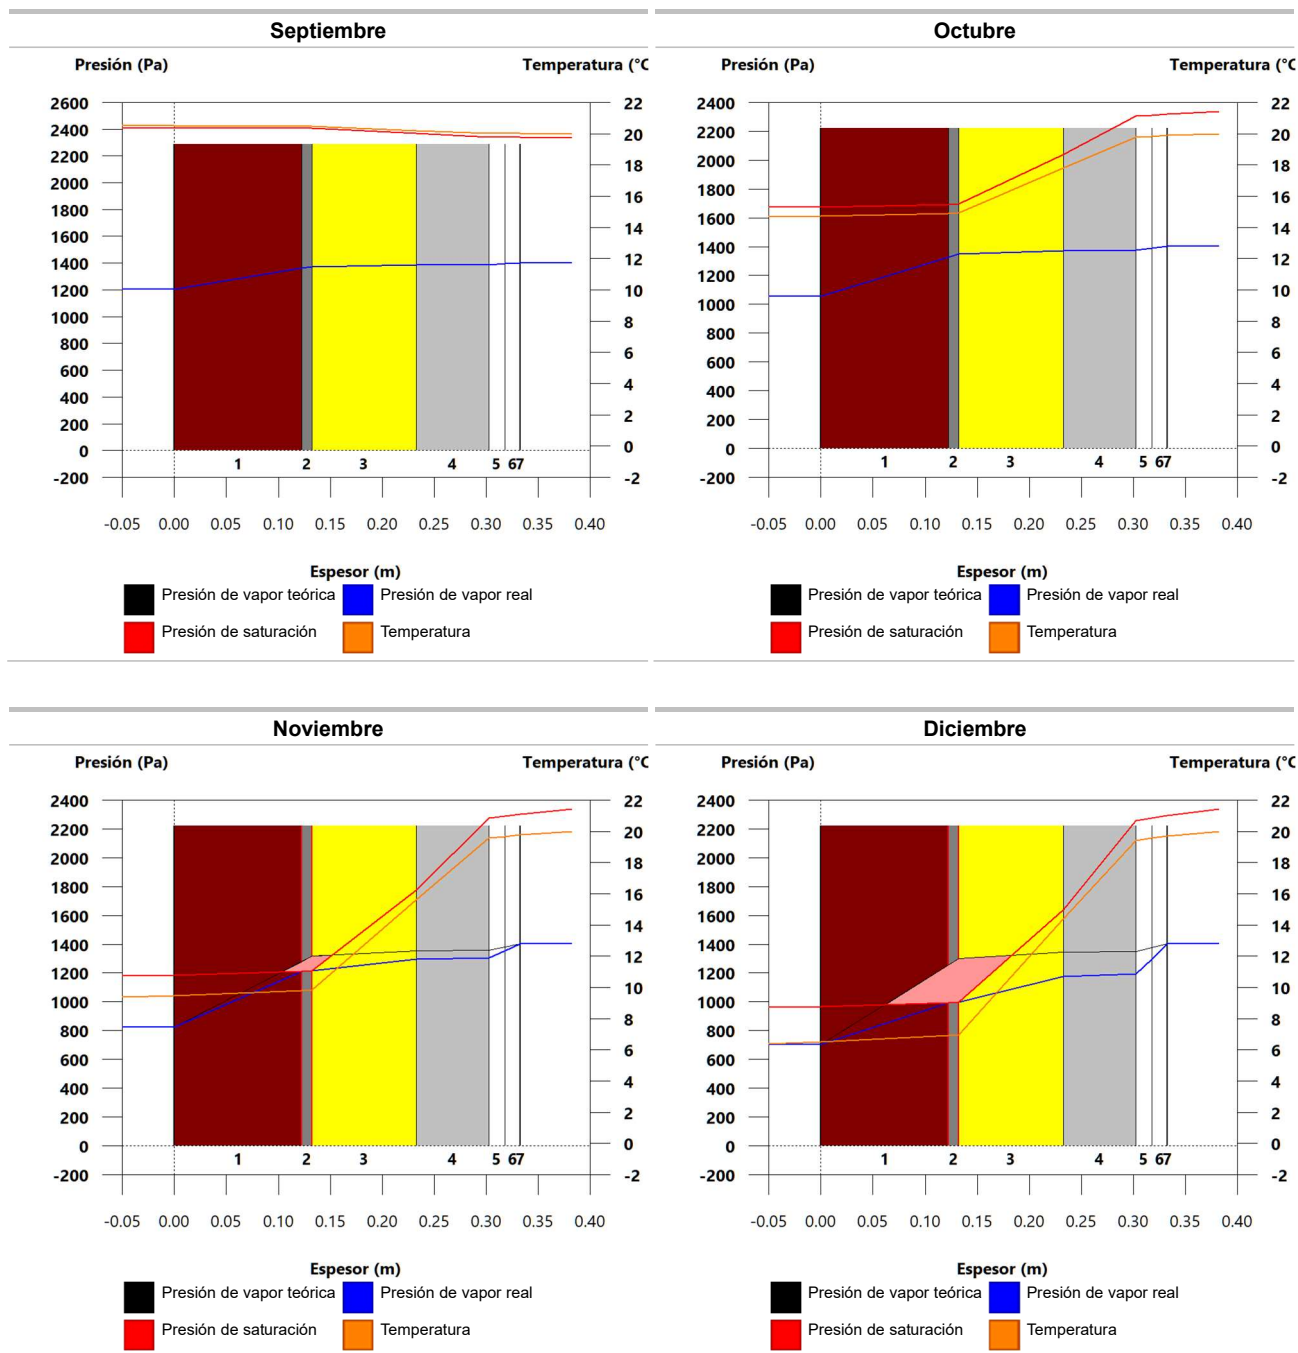 Septiembre
Presión (Pa) Temperatura (°C
2600 22
2400 20
2200 18
2000 16
1800 14
1600 12
1400 10
1200 8
1000 6
800 4
600 2
400 0
200 -2
0
-200
1 2 3 4 5 67
-0.05 0.00 0.05 0.10 0.15 0.20 0.25 0.30 0.35 0.40
Espesor (m)
Presión de vapor teórica Presión de vapor real
Presión de saturación Temperatura
Octubre
Presión (Pa) Temperatura (°C
2400 22
2200 20
2000 18
1800 16
1600 14
1400 12
1200 10
1000 8
800 6
600 4
400 2
200 0
0 -2
-200
1 2 3 4 5 67
-0.05 0.00 0.05 0.10 0.15 0.20 0.25 0.30 0.35 0.40
Espesor (m)
Presión de vapor teórica Presión de vapor real
Presión de saturación Temperatura
Noviembre
Presión (Pa) Temperatura (°C
2400 22
2200 20
2000 18
1800 16
1600 14
1400 12
1200 10
1000 8
800 6
600 4
400 2
200 0
0 -2
-200
1 2 3 4 5 67
-0.05 0.00 0.05 0.10 0.15 0.20 0.25 0.30 0.35 0.40
Espesor (m)
Presión de vapor teórica Presión de vapor real
Presión de saturación Temperatura
Diciembre
Presión (Pa) Temperatura (°C
2400 22
2200 20
2000 18
1800 16
1600 14
1400 12
1200 10
1000 8
800 6
600 4
400 2
200 0
0 -2
-200
1 2 3 4 5 67
-0.05 0.00 0.05 0.10 0.15 0.20 0.25 0.30 0.35 0.40
Espesor (m)
Presión de vapor teórica Presión de vapor real
Presión de saturación Temperatura